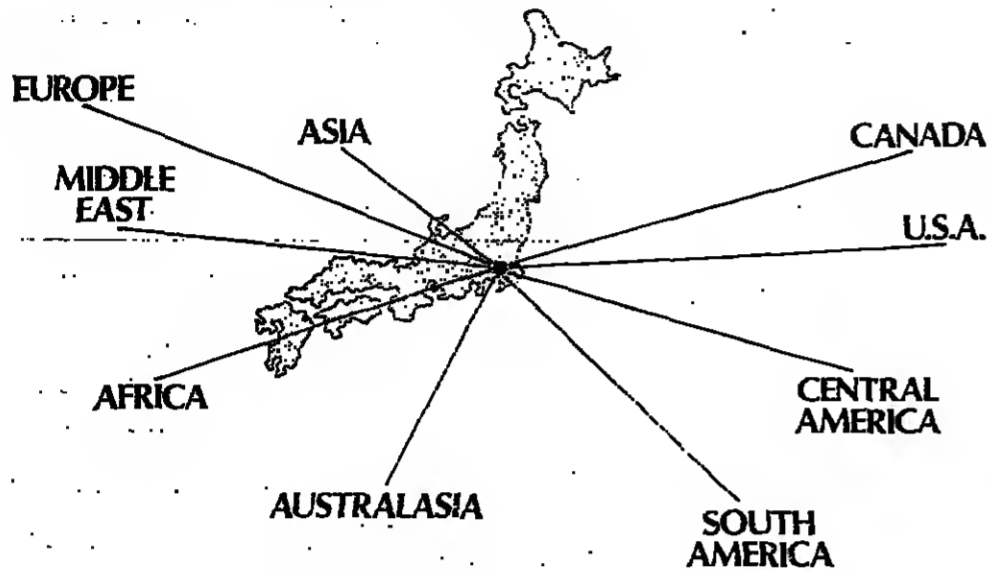 EUROPE
ASIA
CANADA
MIDDLE
EAST
U.S.A.
AFRICA
CENTRAL
AMERICA
AUSTRALASIA
SOUTH
AMERICA